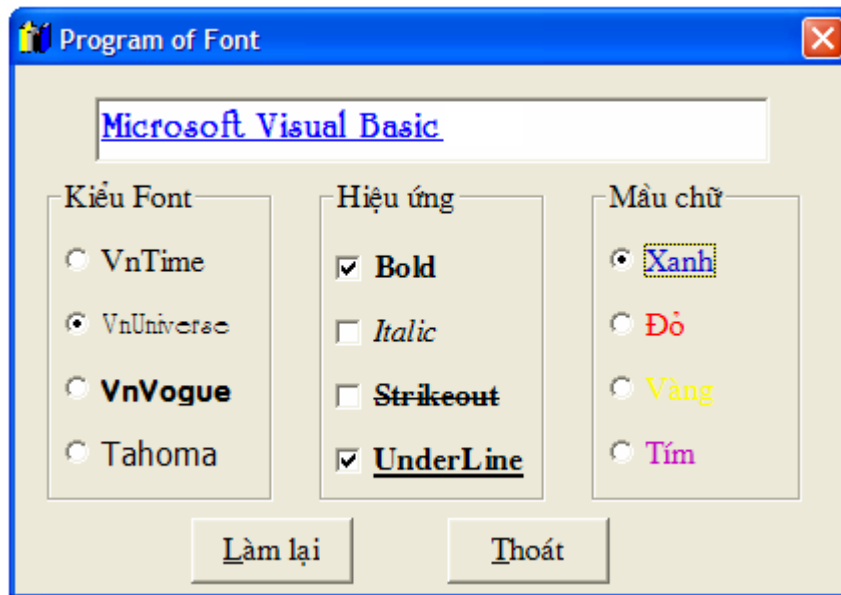 Program of Font
Microsoft Visual Basic
Kiểu Font
VnTime
VnUniverse
VnVogue
Tahoma
Hiệu ứng
Bold
Italic
Strikeout
UnderLine
Mầu chữ
Xanh
Đỏ
Vàng
Tím
Làm lại
Thoát